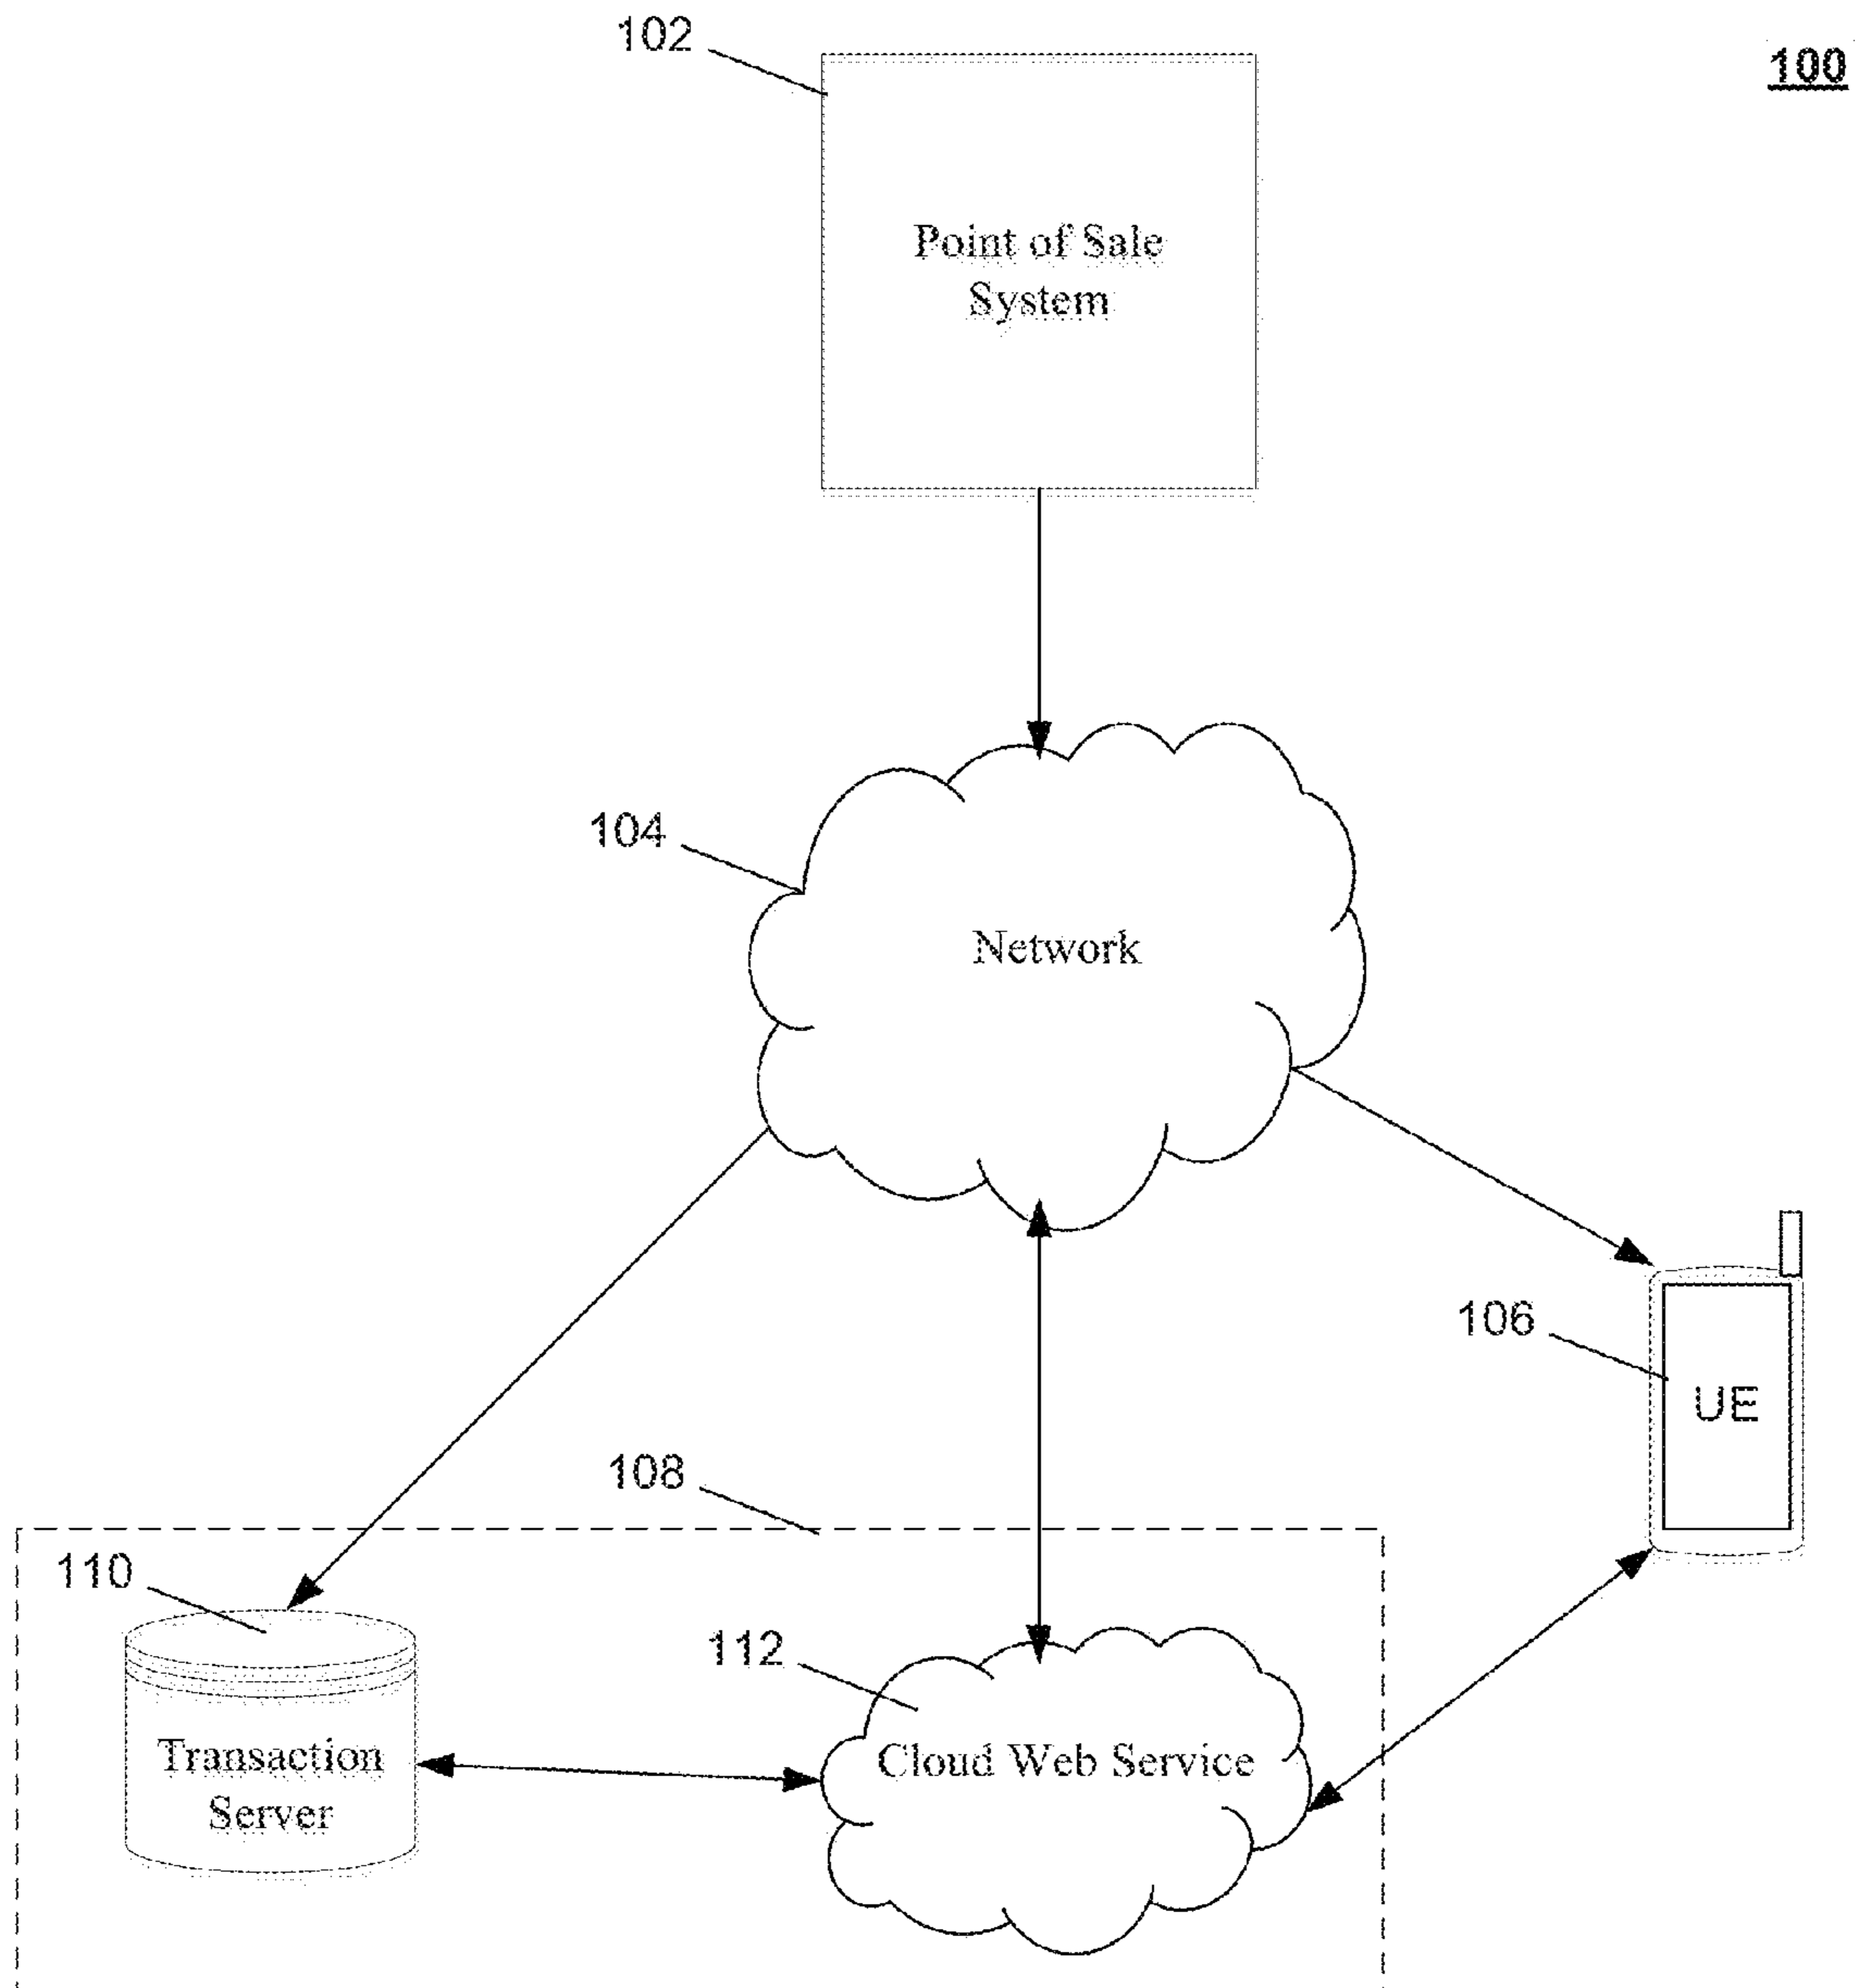 102
100
Point of Sale
System
104
Network
106
UE
108
110
112
Transaction
Server
Cloud Web Service